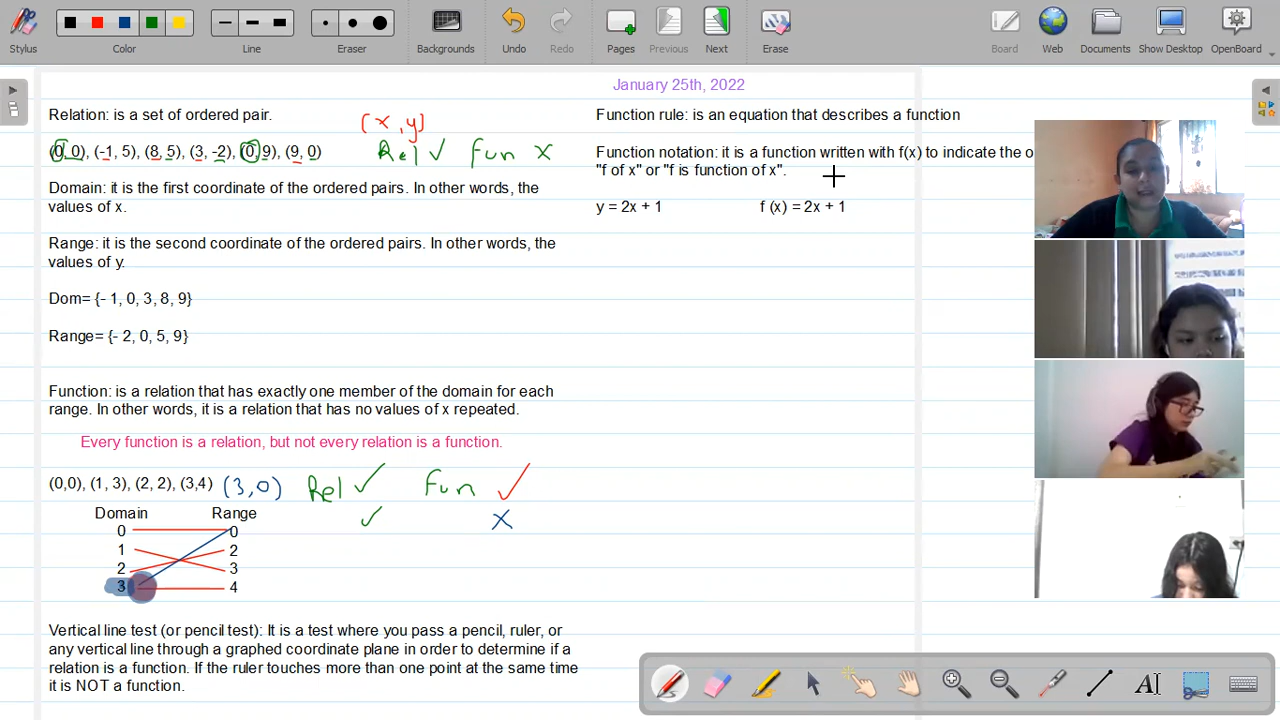 Stylus
Color
Line
Eraser
Backgrounds
Undo
Redo
Pages
Previous
Next
Erase
Board
Web
Documents
Show Desktop
OpenBoard
January 25th, 2022
Relation: is a set of ordered pair.
(x, y)
(0, 0), (-1, 5), (8, 5), (3, -2), (0, 9), (9, 0)
Rel ✓ Fun X
Domain: it is the first coordinate of the ordered pairs. In other words, the
values of x.
Range: it is the second coordinate of the ordered pairs. In other words, the
values of y.
Dom= {- 1, 0, 3, 8, 9}
Range= {- 2, 0, 5, 9}
Function: is a relation that has exactly one member of the domain for each
range. In other words, it is a relation that has no values of x repeated.
Every function is a relation, but not every relation is a function.
(0,0), (1, 3), (2, 2), (3,4) (3,0) Rel ✓ Fun ✓
✓ X
Domain Range
0 0
1 2
2 3
3 4
Vertical line test (or pencil test): It is a test where you pass a pencil, ruler, or
any vertical line through a graphed coordinate plane in order to determine if a
relation is a function. If the ruler touches more than one point at the same time
it is NOT a function.
Function rule: is an equation that describes a function
Function notation: it is a function written with f(x) to indicate the o
"f of x" or "f is function of x".
y = 2x + 1 f (x) = 2x + 1